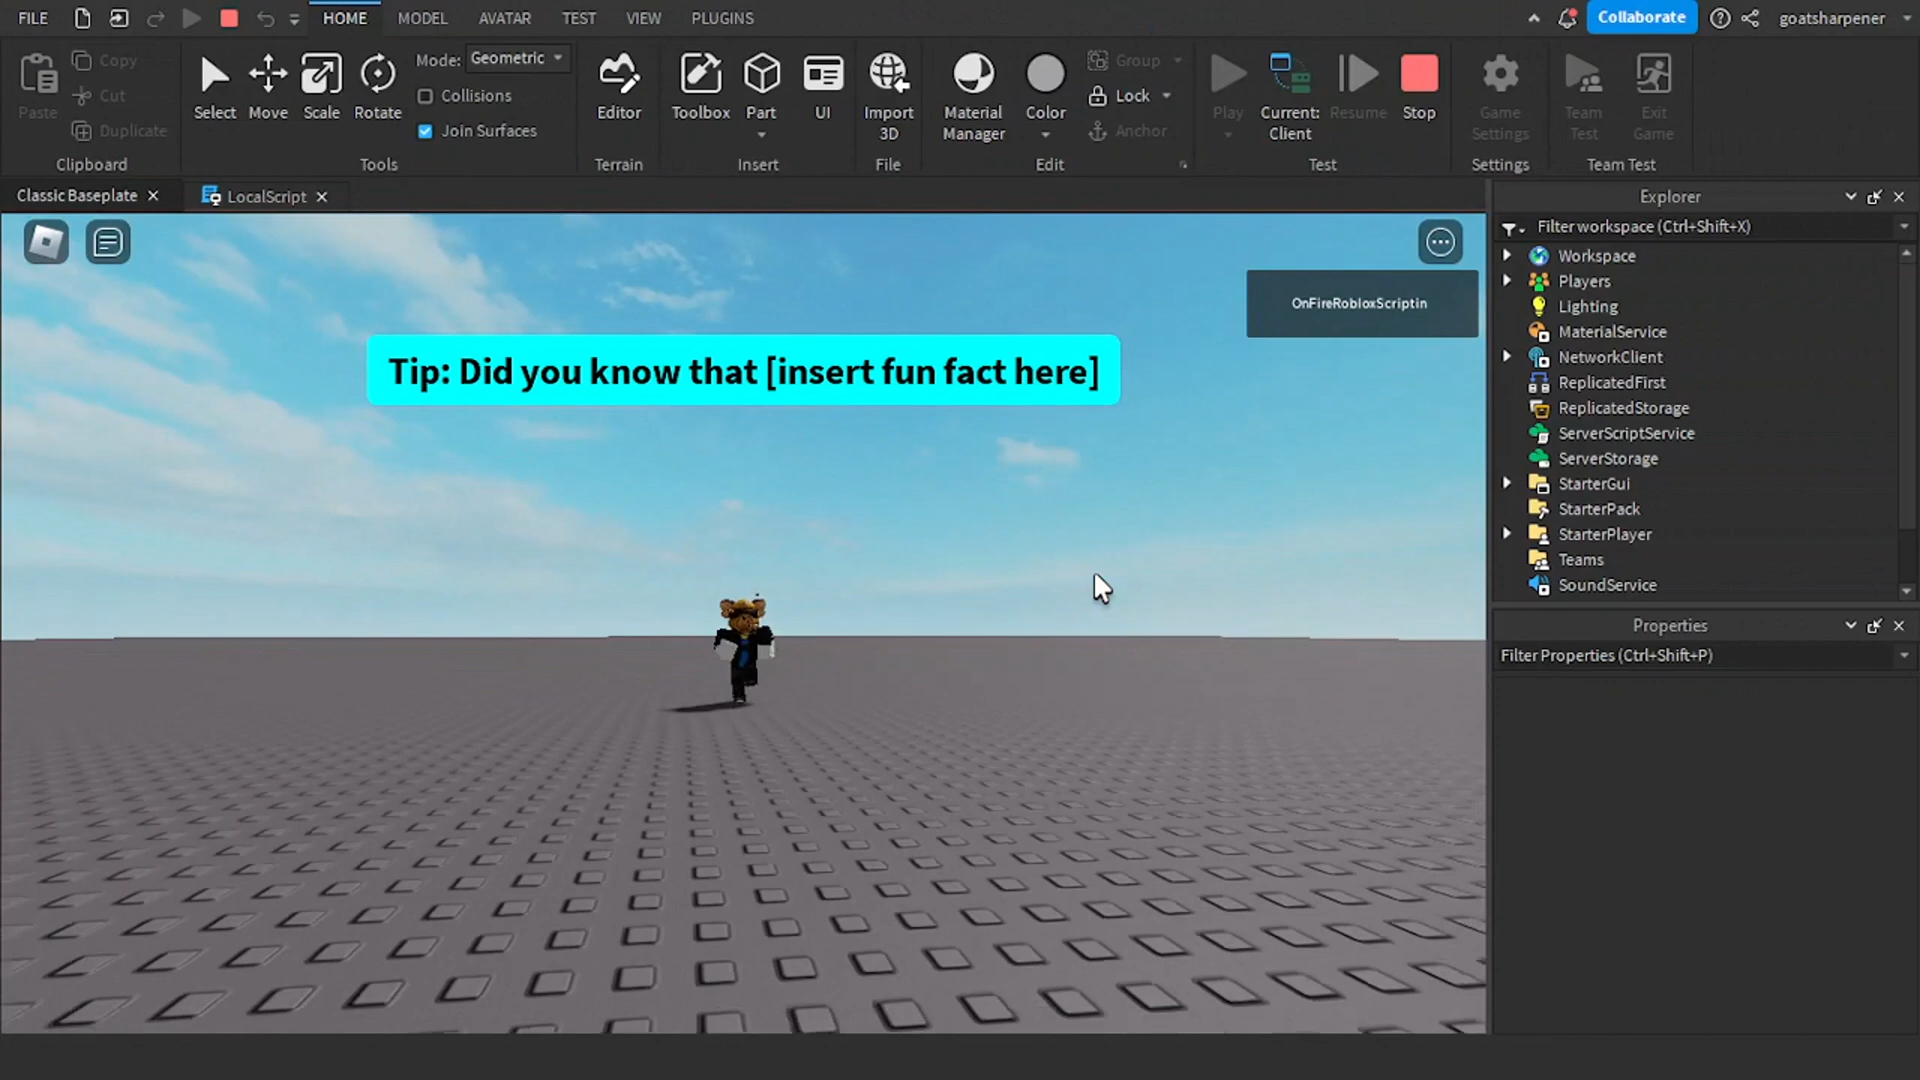 FILE HOME MODEL AVATAR TEST VIEW PLUGINS Collaborate goatsharpener
Paste Copy Cut Duplicate
Clipboard
Select Move Scale Rotate
Mode: Geometric
Collisions
Join Surfaces
Tools
Editor
Terrain
Toolbox Part UI
Insert
Import
3D
File
Material
Manager
Color
Group
Lock
Anchor
Edit
Play
Current:
Client
Resume
Stop
Test
Game
Settings
Settings
Team
Test
Exit
Game
Team Test
Classic Baseplate
LocalScript
Tip: Did you know that [insert fun fact here]
OnFireRobloxScriptin
Explorer
Filter workspace (Ctrl+Shift+X)
Workspace
Players
Lighting
MaterialService
NetworkClient
ReplicatedFirst
ReplicatedStorage
ServerScriptService
ServerStorage
StarterGui
StarterPack
StarterPlayer
Teams
SoundService
Properties
Filter Properties (Ctrl+Shift+P)